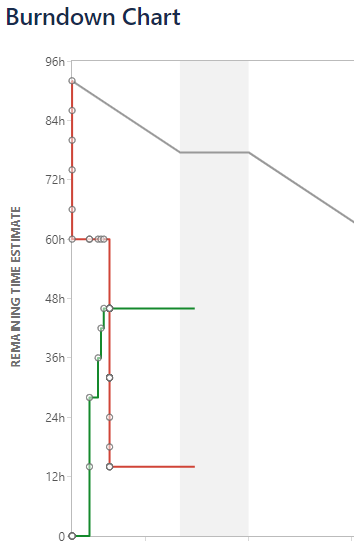 Burndown Chart
96h
84h
72h
60h
48h
36h
24h
12h
0
REMAINING TIME ESTIMATE